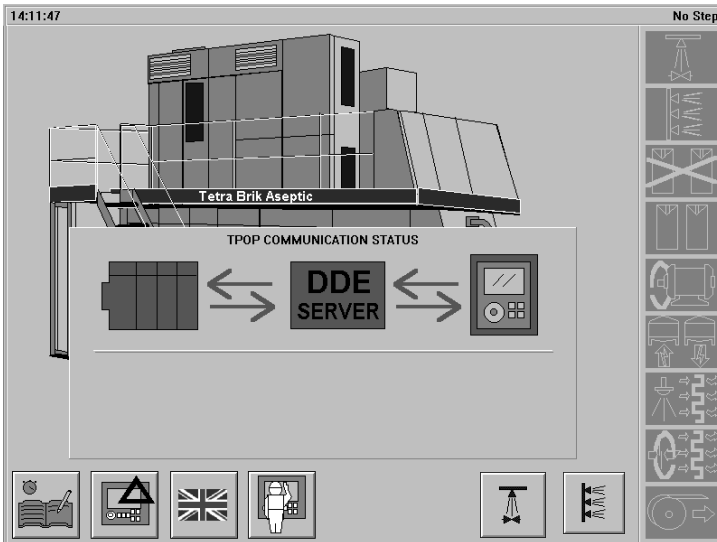 14:11:47
No Step
Tetra Brik Aseptic
TPOP COMMUNICATION STATUS
DDE
SERVER